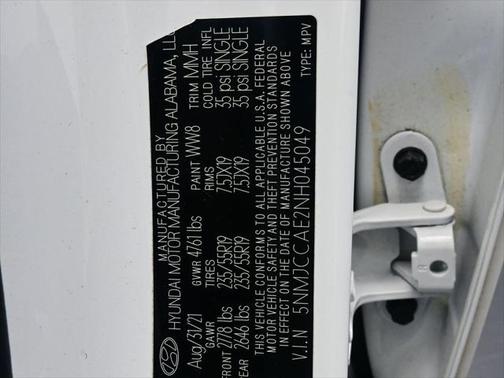 MANUFACTURED BY
HYUNDAI MOTOR MANUFACTURING ALABAMA, LLC
Aug/31/21 GVWR 4761 lbs PAINT WW8 TRIM MMH
GAWR TIRES RIMS COLD TIRE INFL
FRONT 2778 lbs 235/55R19 7.5JX19 35 psi SINGLE
REAR 2646 lbs 235/55R19 7.5JX19 35 psi SINGLE
THIS VEHICLE CONFORMS TO ALL APPLICABLE U.S.A. FEDERAL
MOTOR VEHICLE SAFETY AND THEFT PREVENTION STANDARDS
IN EFFECT ON THE DATE OF MANUFACTURE SHOWN ABOVE
V.I.N 5NMJCCAE2NH045049 TYPE: MPV